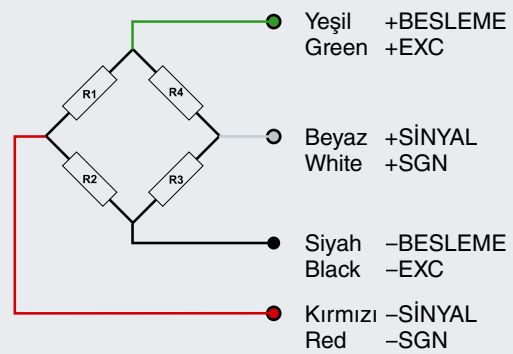 R1
R4
R2
R3
Yeşil +BESLEME
Green +EXC
Beyaz +SİNYAL
White +SGN
Siyah –BESLEME
Black –EXC
Kırmızı –SİNYAL
Red –SGN